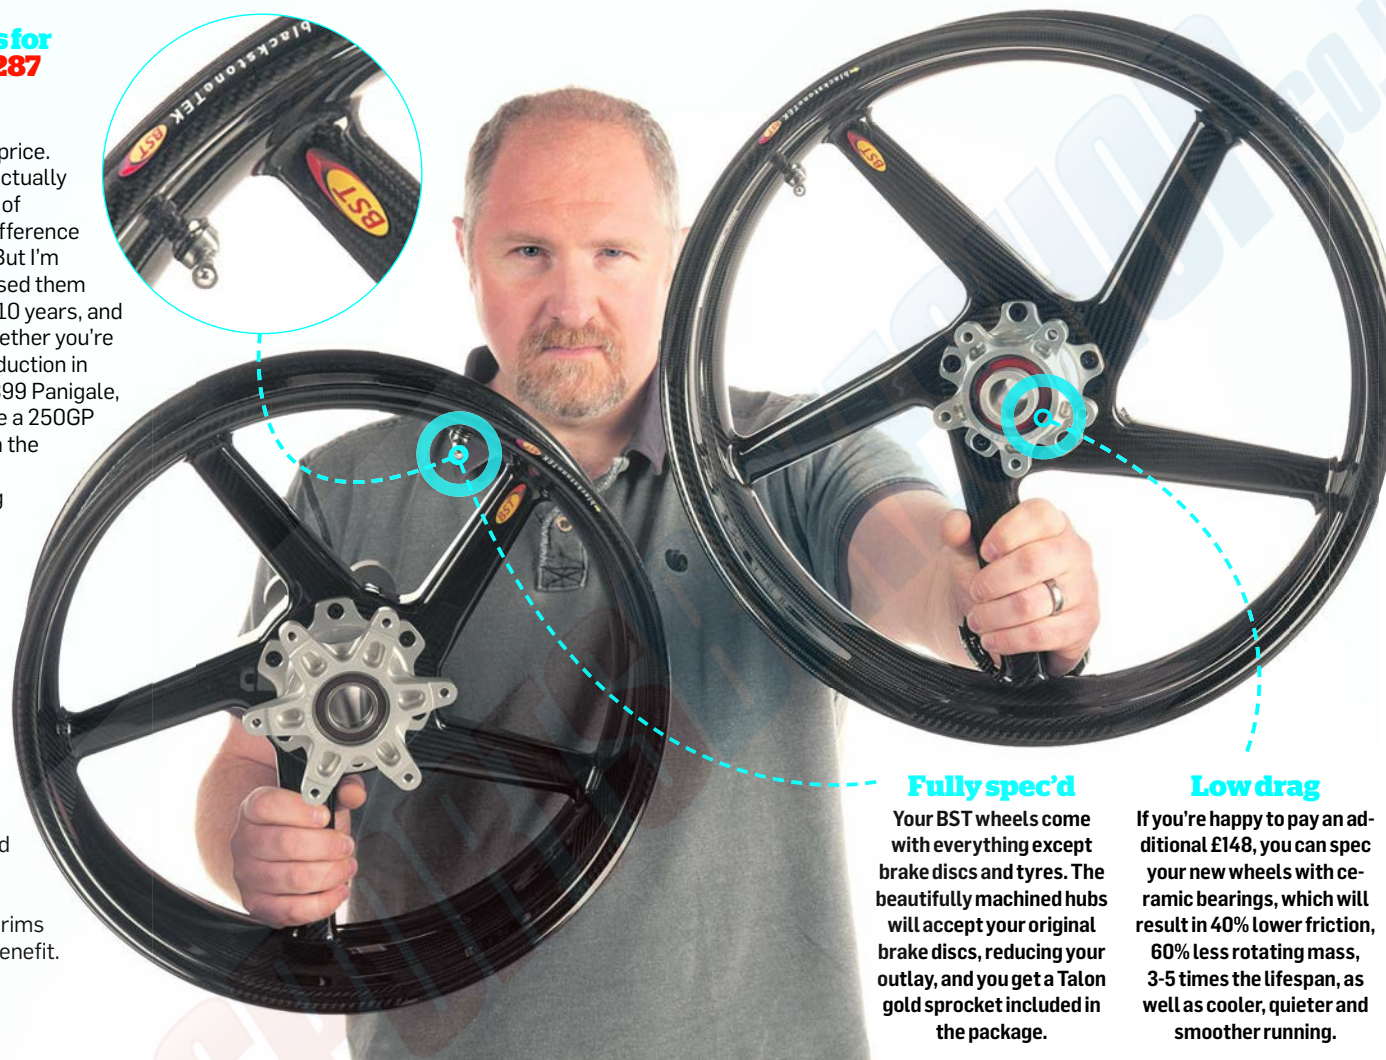 s for
287
price.
ctually
of
fference
But I’m
sed them
10 years, and
ether you’re
duction in
899 Panigale,
e a 250GP
n the
g
d
rims
enefit.
blackstoneTEK
BST
BST
blackstoneTEK
BST
BST
blackstoneTEK
BST
Fully spec’d
Your BST wheels come
with everything except
brake discs and tyres. The
beautifully machined hubs
will accept your original
brake discs, reducing your
outlay, and you get a Talon
gold sprocket included in
the package.
Low drag
If you’re happy to pay an ad-
ditional £148, you can spec
your new wheels with ce-
ramic bearings, which will
result in 40% lower friction,
60% less rotating mass,
3-5 times the lifespan, as
well as cooler, quieter and
smoother running.